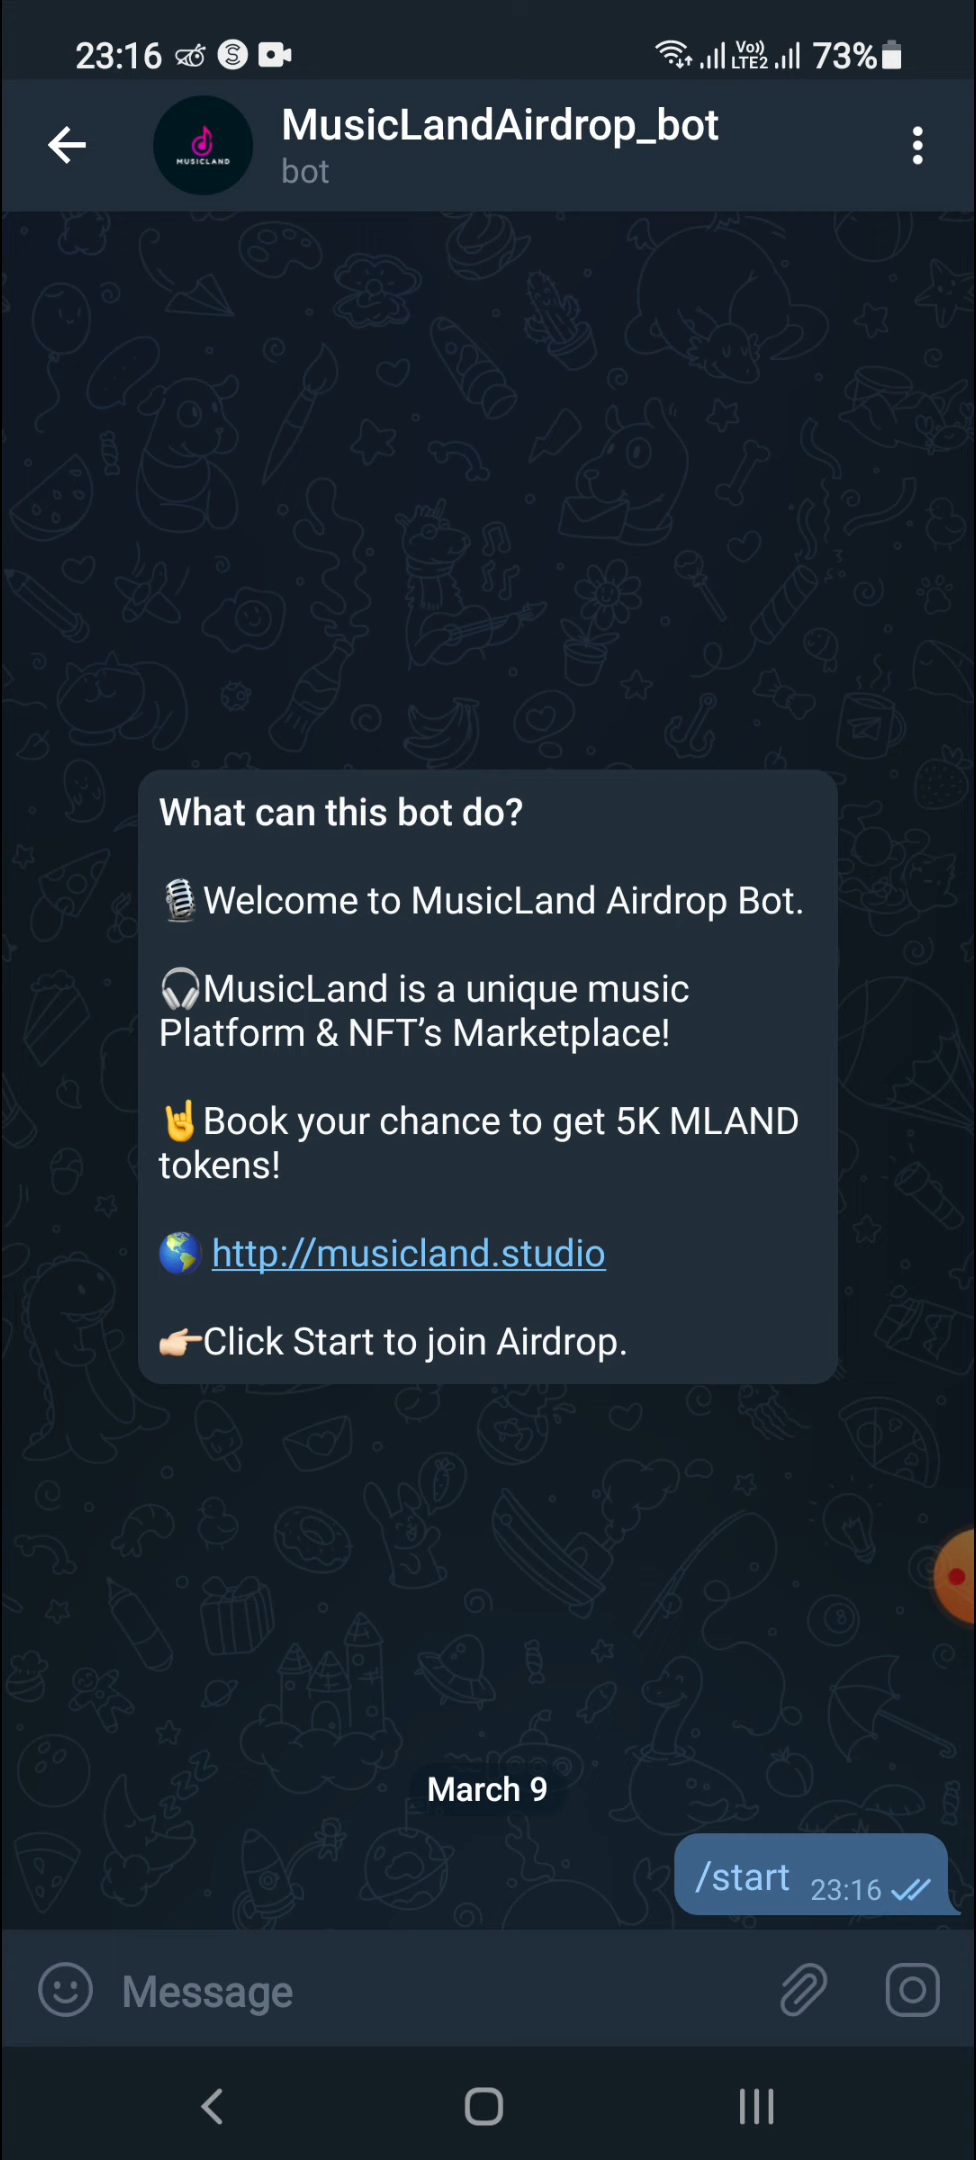 23:16 Vo)) LTE2 73%
MusicLandAirdrop_bot
MUSICLAND
bot
What can this bot do?
🎙Welcome to MusicLand Airdrop Bot.
🎧MusicLand is a unique music
Platform & NFT’s Marketplace!
🤘Book your chance to get 5K MLAND
tokens!
🌎 http://musicland.studio
👉🏻Click Start to join Airdrop.
March 9
/start 23:16
Message